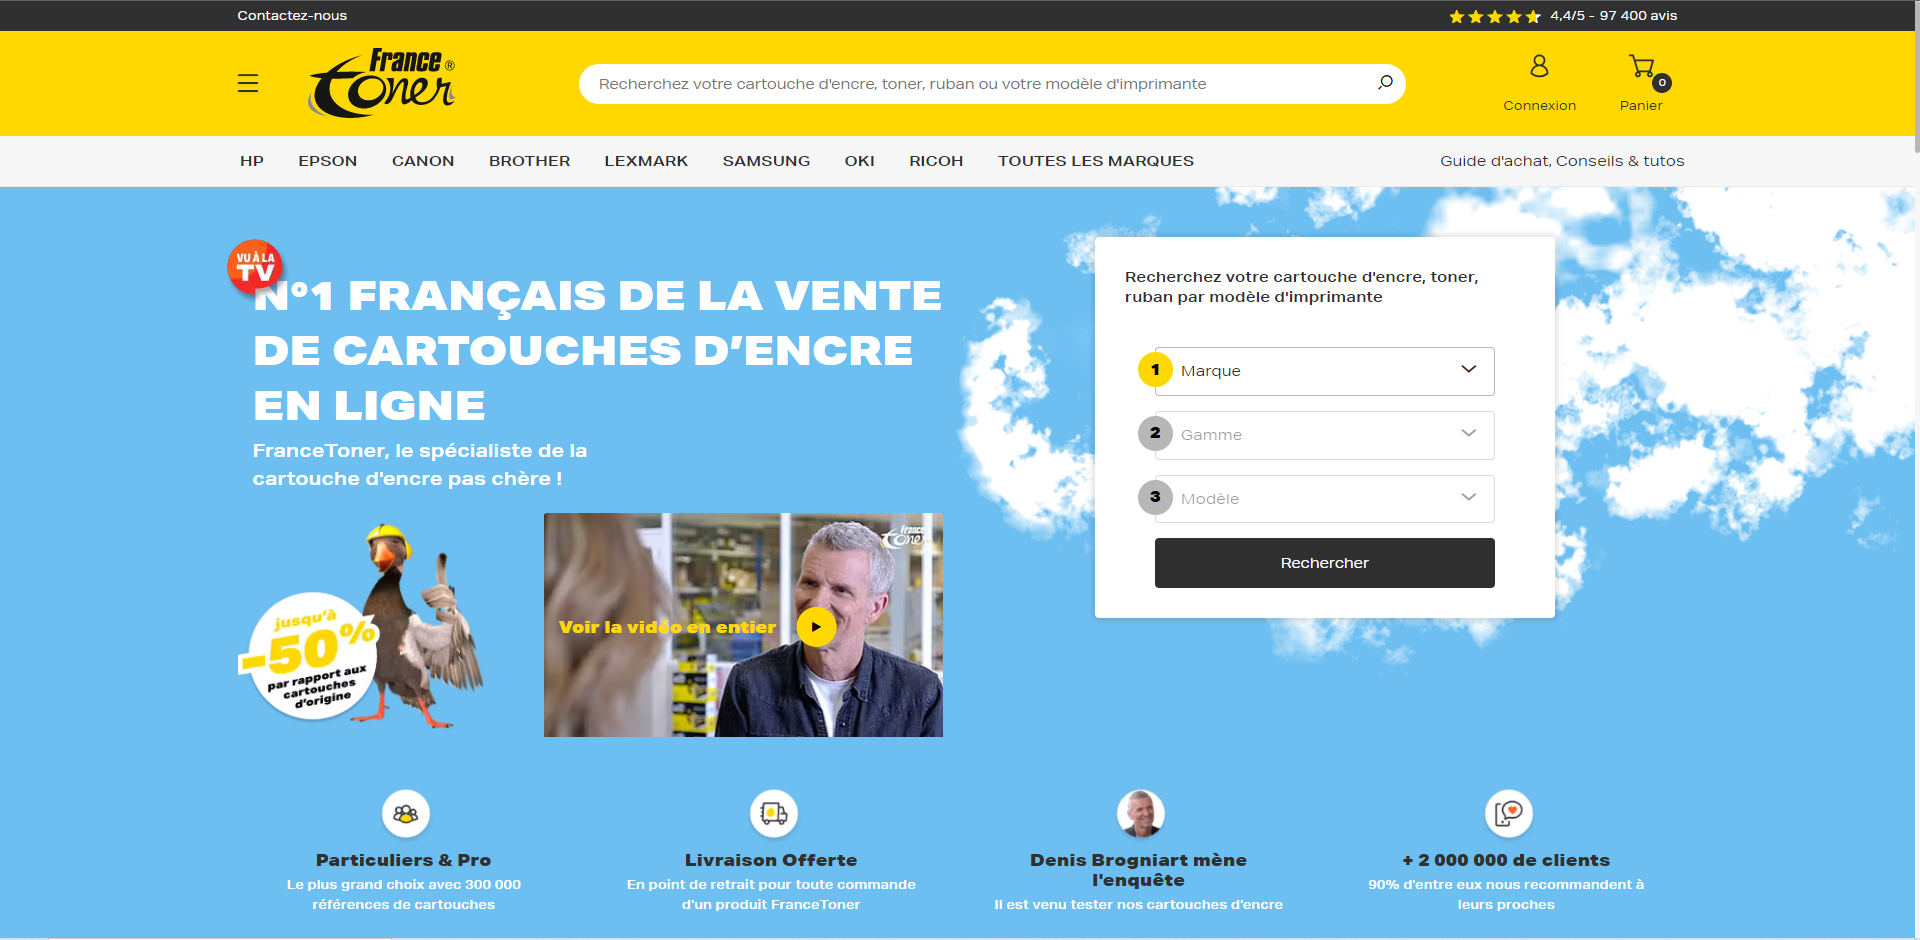 Contactez-nous
4,4/5 - 97 400 avis
France ®
Toner
Recherchez votre cartouche d'encre, toner, ruban ou votre modèle d'imprimante
0
Connexion
Panier
HP EPSON CANON BROTHER LEXMARK SAMSUNG OKI RICOH TOUTES LES MARQUES
Guide d'achat, Conseils & tutos
VU À LA
TV
N°1 FRANÇAIS DE LA VENTE
DE CARTOUCHES D'ENCRE
EN LIGNE
FranceToner, le spécialiste de la
cartouche d'encre pas chère !
jusqu'à
-50%
par rapport aux
cartouches
d'origine
France
Toner
Voir la vidéo en entier
Recherchez votre cartouche d'encre, toner,
ruban par modèle d'imprimante
1 Marque
2 Gamme
3 Modèle
Rechercher
Particuliers & Pro
Le plus grand choix avec 300 000
références de cartouches
Livraison Offerte
En point de retrait pour toute commande
d'un produit FranceToner
Denis Brogniart mène
l'enquête
Il est venu tester nos cartouches d'encre
+ 2 000 000 de clients
90% d'entre eux nous recommandent à
leurs proches